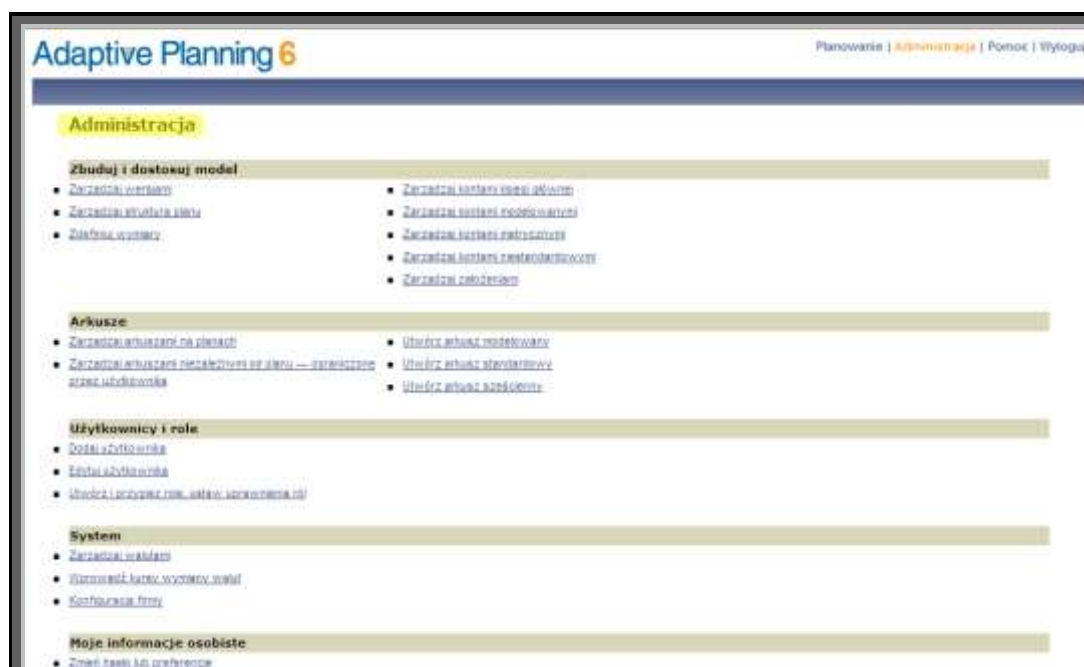 Adaptive Planning 6
Planowanie | Administracja | Pomoc | Wyloguj
Administracja
Zbuduj i dostosuj model
Zarządzaj wersjami
Zarządzaj strukturą planu
Zdefiniuj wymiary
Zarządzaj kontami księgi głównej
Zarządzaj kontami modelowanymi
Zarządzaj kontami metrycznymi
Zarządzaj kontami niestandardowymi
Zarządzaj założeniami
Arkusze
Zarządzaj arkuszami na planach
Zarządzaj arkuszami niezależnymi od planu — ograniczone
przez użytkownika
Utwórz arkusz modelowany
Utwórz arkusz standardowy
Utwórz arkusz sześcienny
Użytkownicy i role
Dodaj użytkownika
Edytuj użytkownika
Utwórz i przypisz role, ustaw uprawnienia ról
System
Zarządzaj walutami
Wprowadź kursy wymiany walut
Konfiguracja firmy
Moje informacje osobiste
Zmień hasło lub preferencje